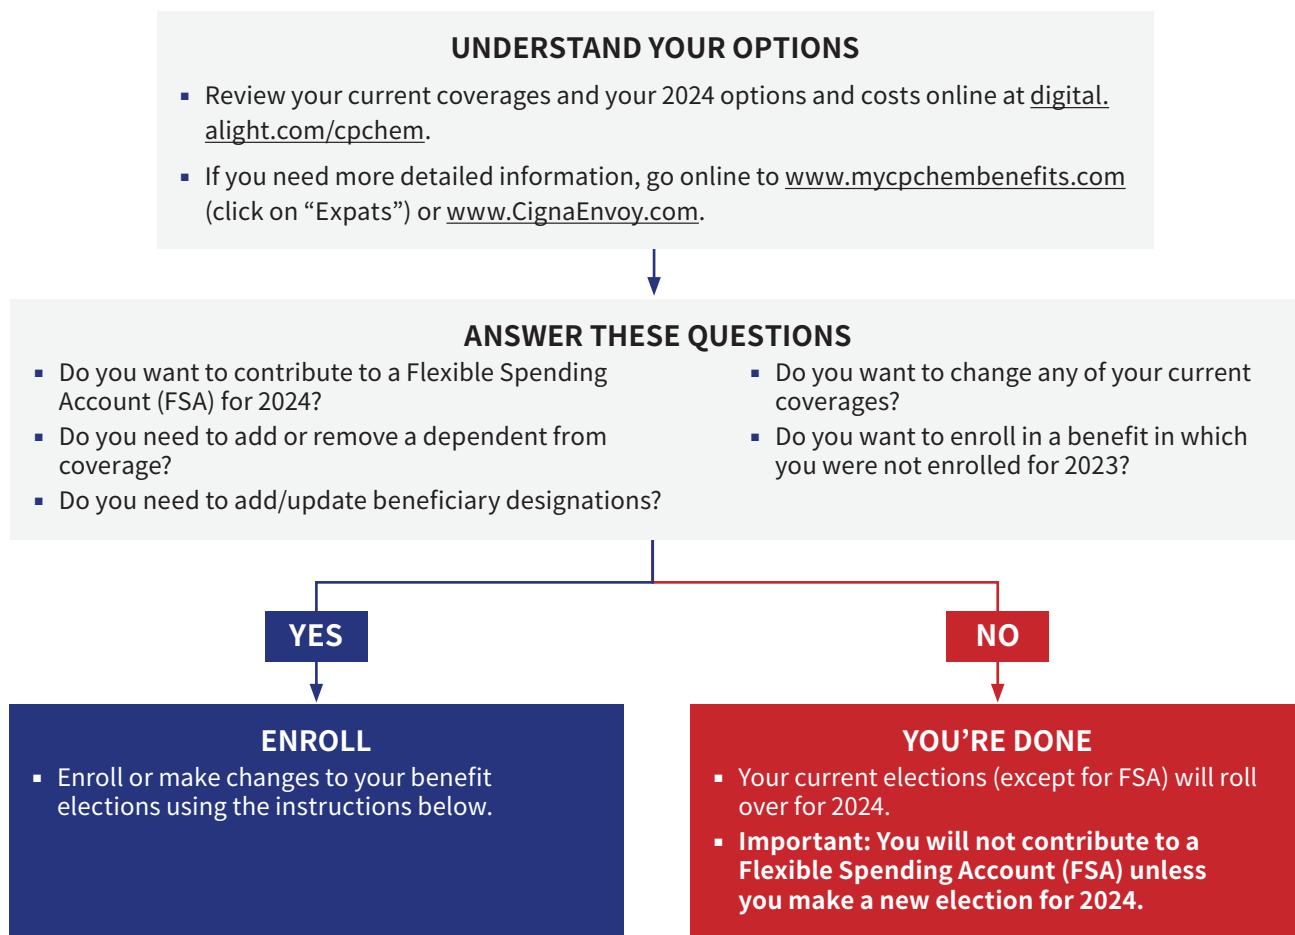 UNDERSTAND YOUR OPTIONS
▪ Review your current coverages and your 2024 options and costs online at digital.
alight.com/cpchem.
▪ If you need more detailed information, go online to www.mycpchembenefits.com
(click on “Expats”) or www.CignaEnvoy.com.
ANSWER THESE QUESTIONS
▪ Do you want to contribute to a Flexible Spending
Account (FSA) for 2024?
▪ Do you need to add or remove a dependent from
coverage?
▪ Do you need to add/update beneficiary designations?
▪ Do you want to change any of your current
coverages?
▪ Do you want to enroll in a benefit in which
you were not enrolled for 2023?
YES
NO
ENROLL
▪ Enroll or make changes to your benefit
elections using the instructions below.
YOU’RE DONE
▪ Your current elections (except for FSA) will roll
over for 2024.
▪ Important: You will not contribute to a
Flexible Spending Account (FSA) unless
you make a new election for 2024.